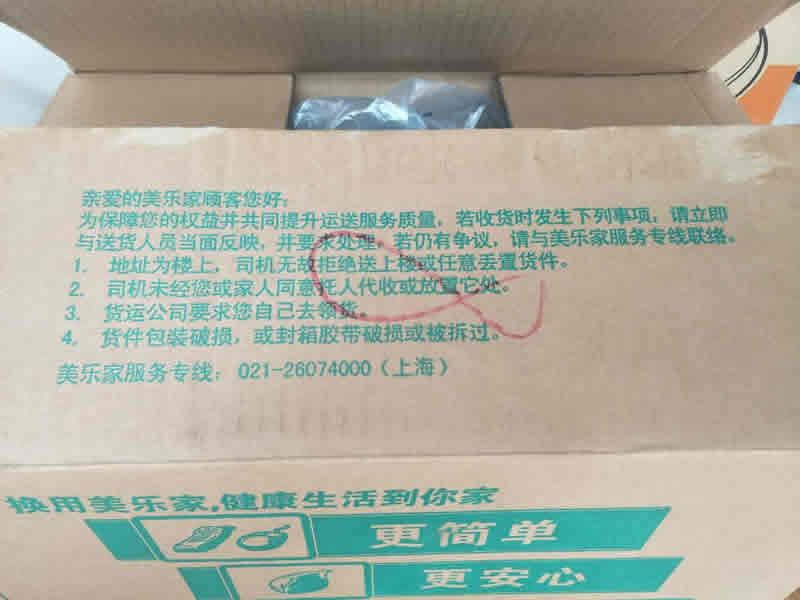 亲爱的美乐家顾客您好：
为保障您的权益并共同提升运送服务质量，若收货时发生下列事项，请立即
与送货人员当面反映，并要求处理，若仍有争议，请与美乐家服务专线联络。
1. 地址为楼上，司机无故拒绝送上楼或任意丢置货件。
2. 司机未经您或家人同意托人代收或放置它处。
3. 货运公司要求您自己去领货。
4. 货件包装破损，或封箱胶带破损或被拆过。
美乐家服务专线：021-26074000（上海）
换用美乐家,健康生活到你家
更简单
更安心